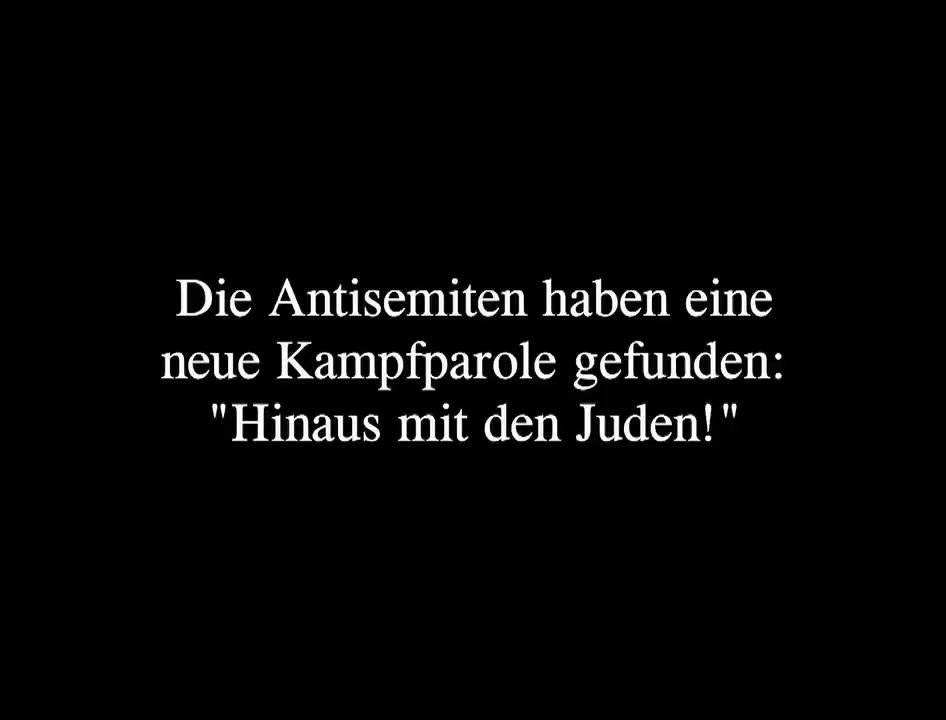 Die Antisemiten haben eine
neue Kampfparole gefunden:
"Hinaus mit den Juden!"